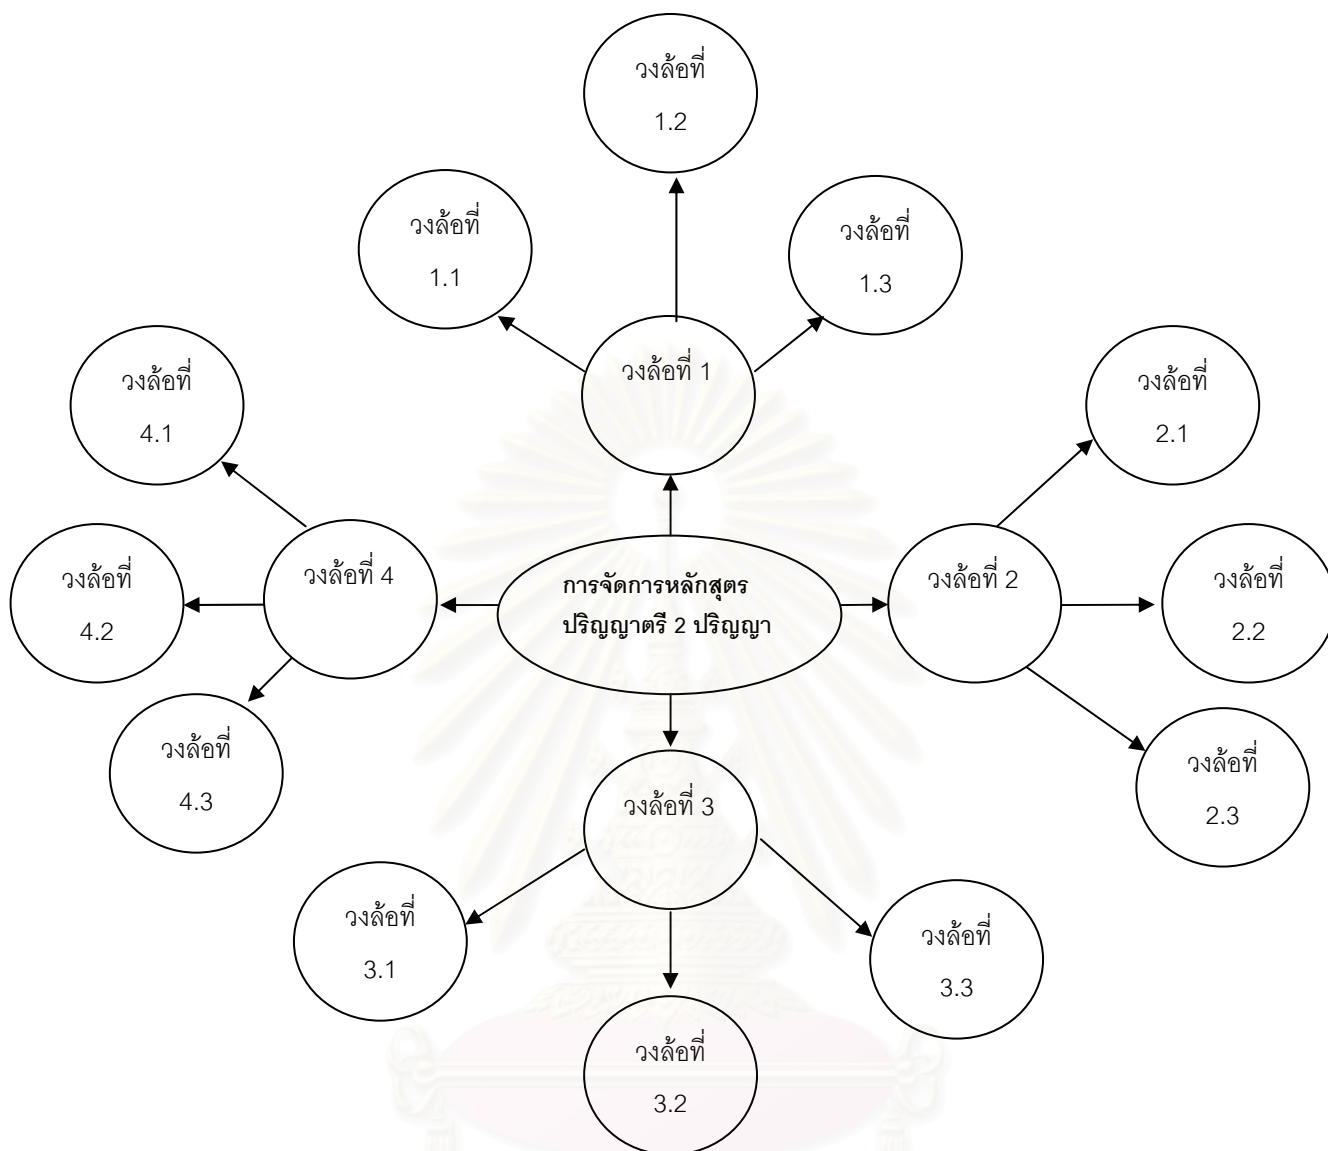 วงล้อที่
1.2
วงล้อที่
1.1
วงล้อที่
1.3
วงล้อที่ 1
วงล้อที่
4.1
วงล้อที่
2.1
วงล้อที่
4.2
วงล้อที่ 4
การจัดการหลักสุตร
ปริญญาตรี 2 ปริญญา
วงล้อที่ 2
วงล้อที่
2.2
วงล้อที่
4.3
วงล้อที่ 3
วงล้อที่
2.3
วงล้อที่
3.1
วงล้อที่
3.3
วงล้อที่
3.2